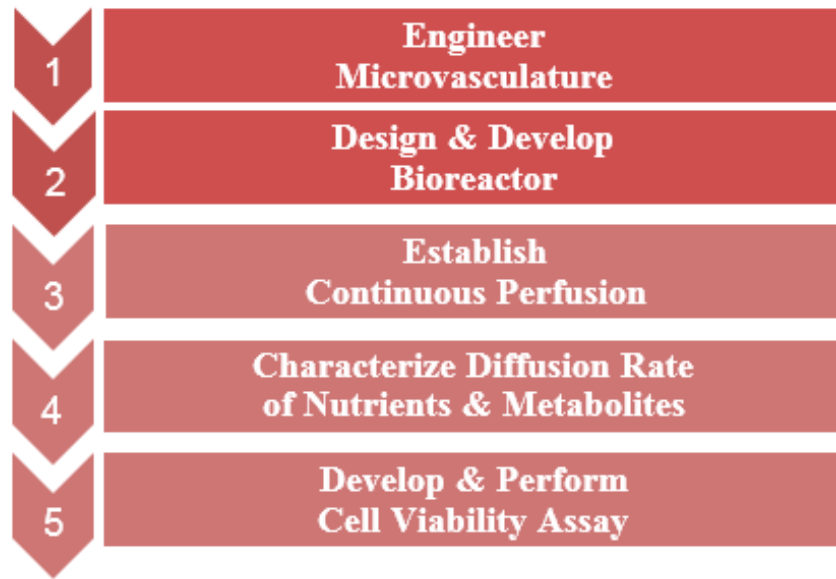 1
Engineer
Microvasculature
2
Design & Develop
Bioreactor
3
Establish
Continuous Perfusion
4
Characterize Diffusion Rate
of Nutrients & Metabolites
5
Develop & Perform
Cell Viability Assay